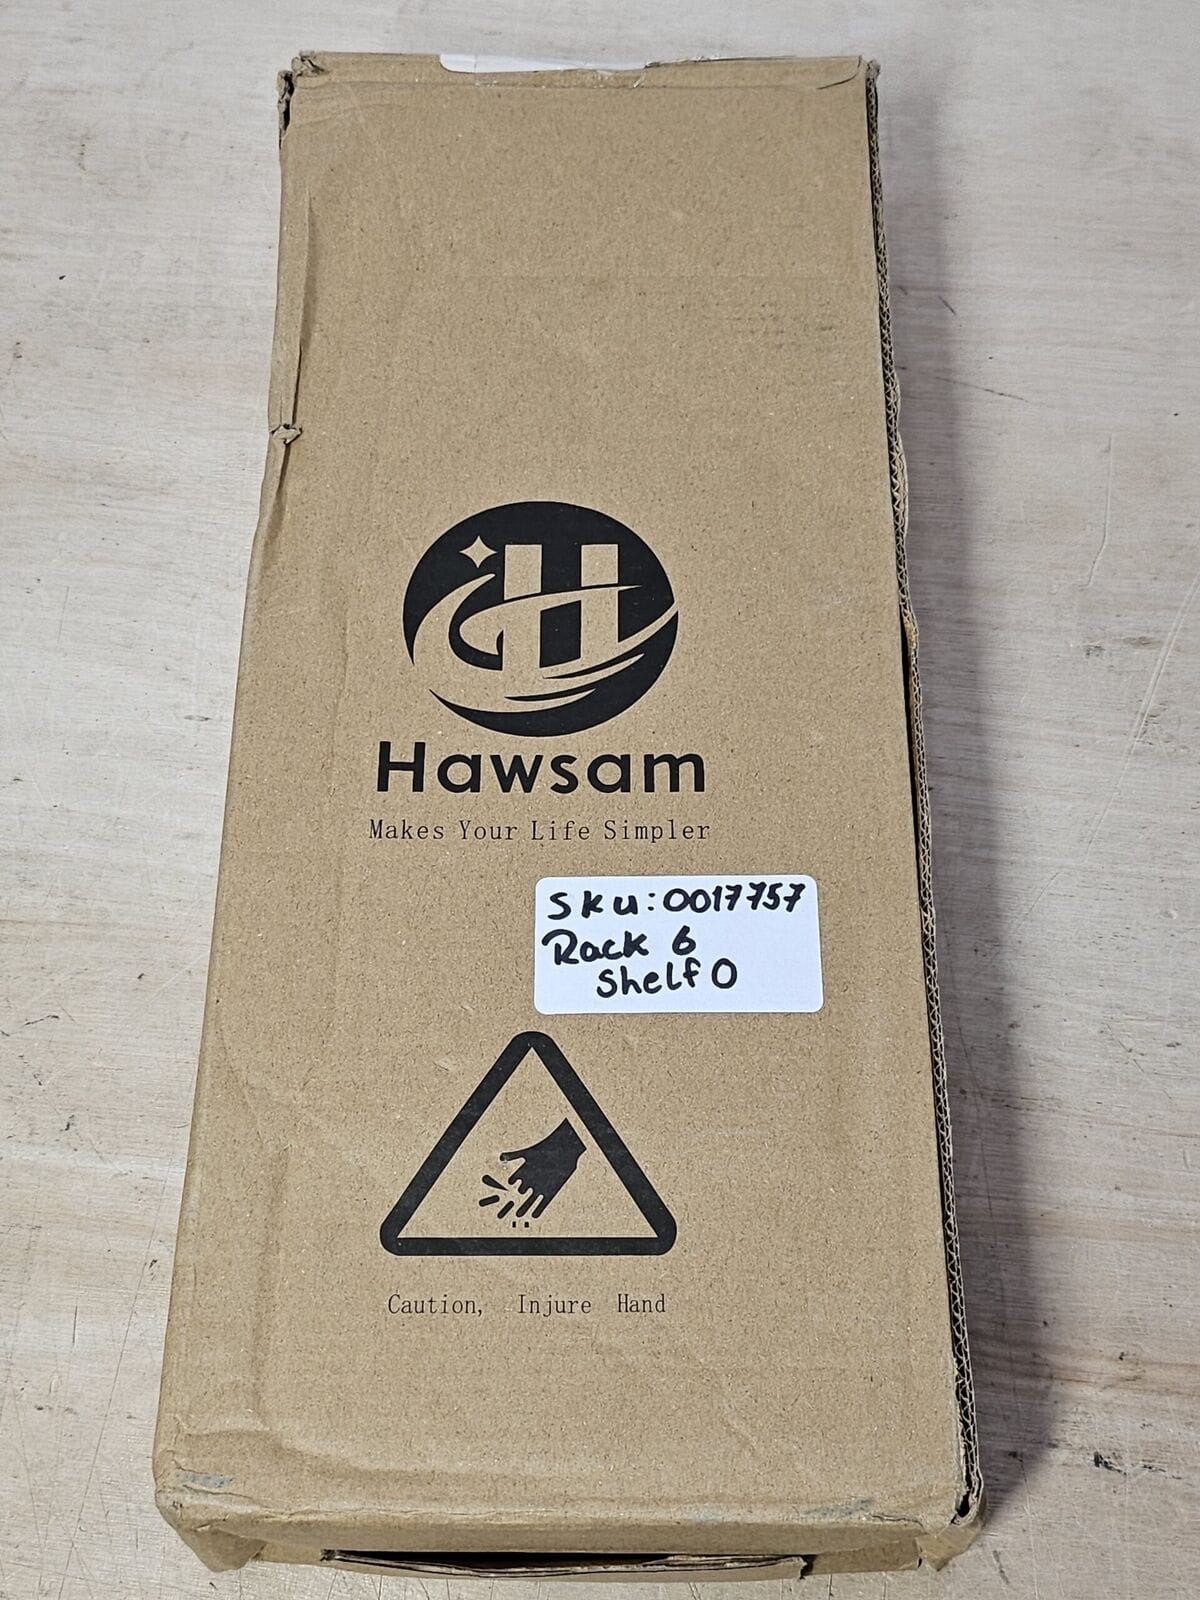 H
Hawsam
Makes Your Life Simpler
Sku:0017757
Rack 6
Shelf 0
Caution, Injure Hand